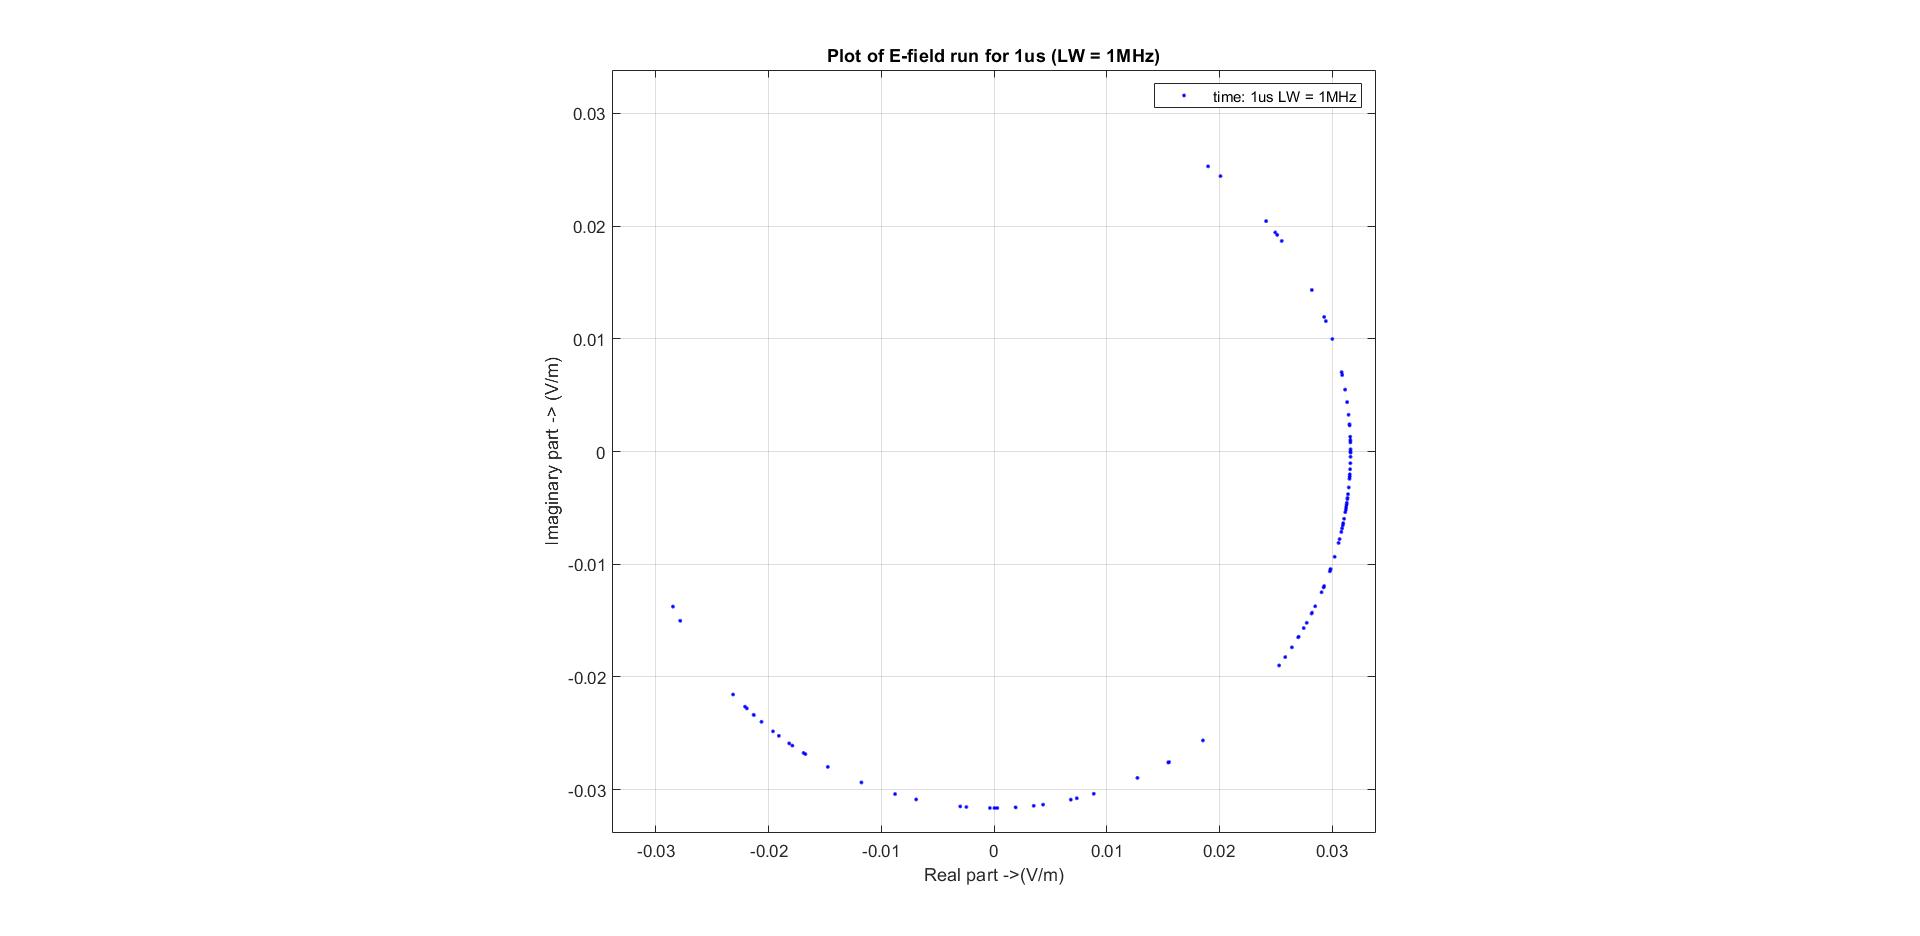 Plot of E-field run for 1us (LW = 1MHz)
time: 1us LW = 1MHz
Imaginary part -> (V/m)
0.03
0.02
0.01
0
-0.01
-0.02
-0.03
-0.03 -0.02 -0.01 0 0.01 0.02 0.03
Real part ->(V/m)